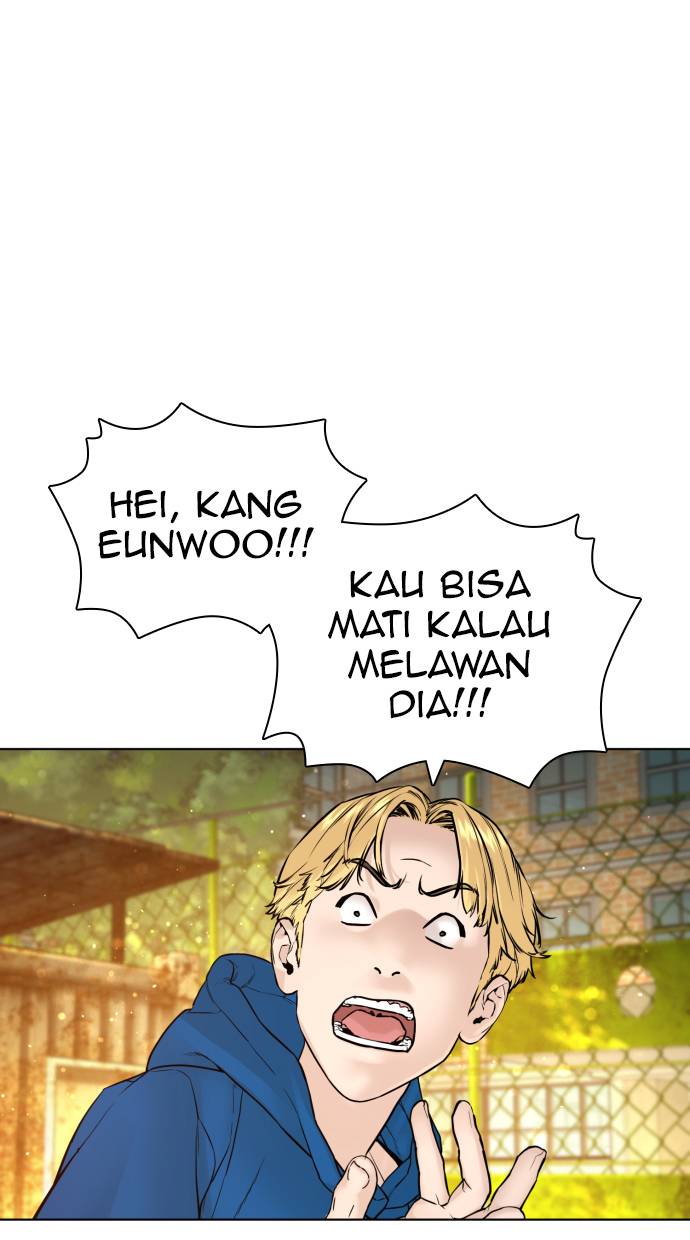 HEI, KANG
EUNWOO!!!
KAU BISA
MATI KALAU
MELAWAN
DIA!!!